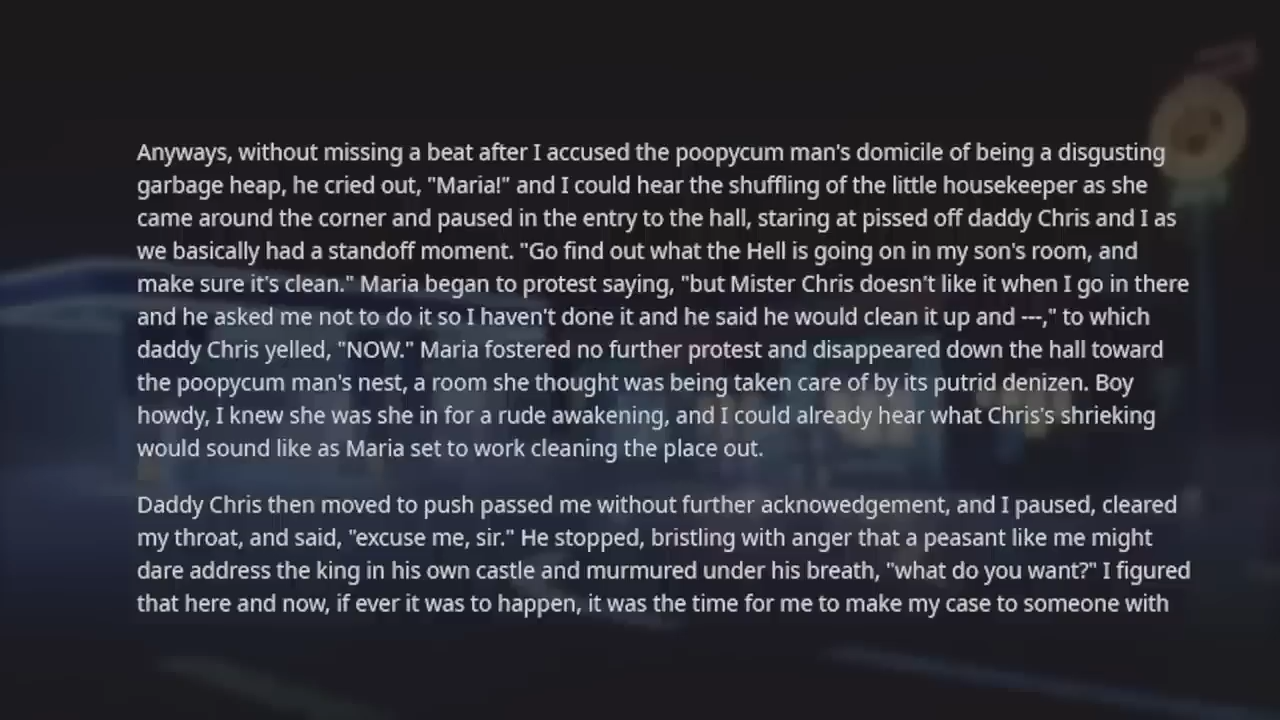 Anyways, without missing a beat after I accused the poopycum man's domicile of being a disgusting
garbage heap, he cried out, "Maria!" and I could hear the shuffling of the little housekeeper as she
came around the corner and paused in the entry to the hall, staring at pissed off daddy Chris and I as
we basically had a standoff moment. "Go find out what the Hell is going on in my son's room, and
make sure it's clean." Maria began to protest saying, "but Mister Chris doesn't like it when I go in there
and he asked me not to do it so I haven't done it and he said he would clean it up and ---," to which
daddy Chris yelled, "NOW." Maria fostered no further protest and disappeared down the hall toward
the poopycum man's nest, a room she thought was being taken care of by its putrid denizen. Boy
howdy, I knew she was she in for a rude awakening, and I could already hear what Chris's shrieking
would sound like as Maria set to work cleaning the place out.
Daddy Chris then moved to push passed me without further acknowedgement, and I paused, cleared
my throat, and said, "excuse me, sir." He stopped, bristling with anger that a peasant like me might
dare address the king in his own castle and murmured under his breath, "what do you want?" I figured
that here and now, if ever it was to happen, it was the time for me to make my case to someone with